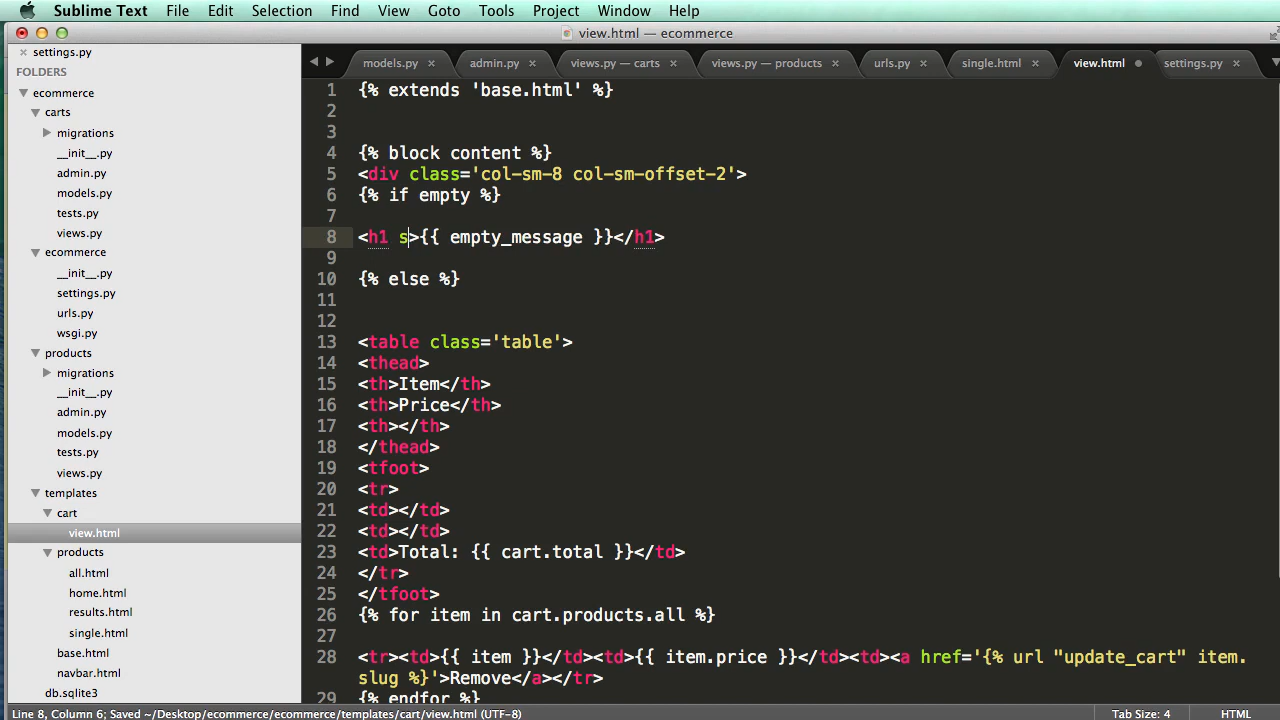 Sublime Text File Edit Selection Find View Goto Tools Project Window Help
view.html — ecommerce
settings.py
FOLDERS
ecommerce
carts
migrations
__init__.py
admin.py
models.py
tests.py
views.py
ecommerce
__init__.py
settings.py
urls.py
wsgi.py
products
migrations
__init__.py
admin.py
models.py
tests.py
views.py
templates
cart
view.html
products
all.html
home.html
results.html
single.html
base.html
navbar.html
db.sqlite3
models.py admin.py views.py — carts views.py — products urls.py single.html view.html settings.py
1 {% extends 'base.html' %}
2
3
4 {% block content %}
5 <div class='col-sm-8 col-sm-offset-2'>
6 {% if empty %}
7
8 <h1 s>{{ empty_message }}</h1>
9
10 {% else %}
11
12
13 <table class='table'>
14 <thead>
15 <th>Item</th>
16 <th>Price</th>
17 <th></th>
18 </thead>
19 <tfoot>
20 <tr>
21 <td></td>
22 <td></td>
23 <td>Total: {{ cart.total }}</td>
24 </tr>
25 </tfoot>
26 {% for item in cart.products.all %}
27
28 <tr><td>{{ item }}</td><td>{{ item.price }}</td><td><a href='{% url "update_cart" item.
slug %}'>Remove</a></tr>
29 {% endfor %}
Line 8, Column 6; Saved ~/Desktop/ecommerce/ecommerce/templates/cart/view.html (UTF-8) Tab Size: 4 HTML